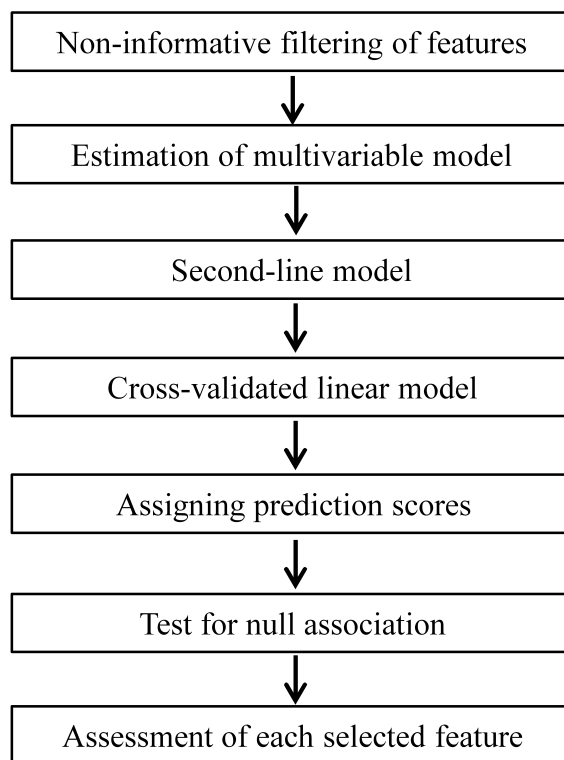 Non-informative filtering of features
Estimation of multivariable model
Second-line model
Cross-validated linear model
Assigning prediction scores
Test for null association
Assessment of each selected feature